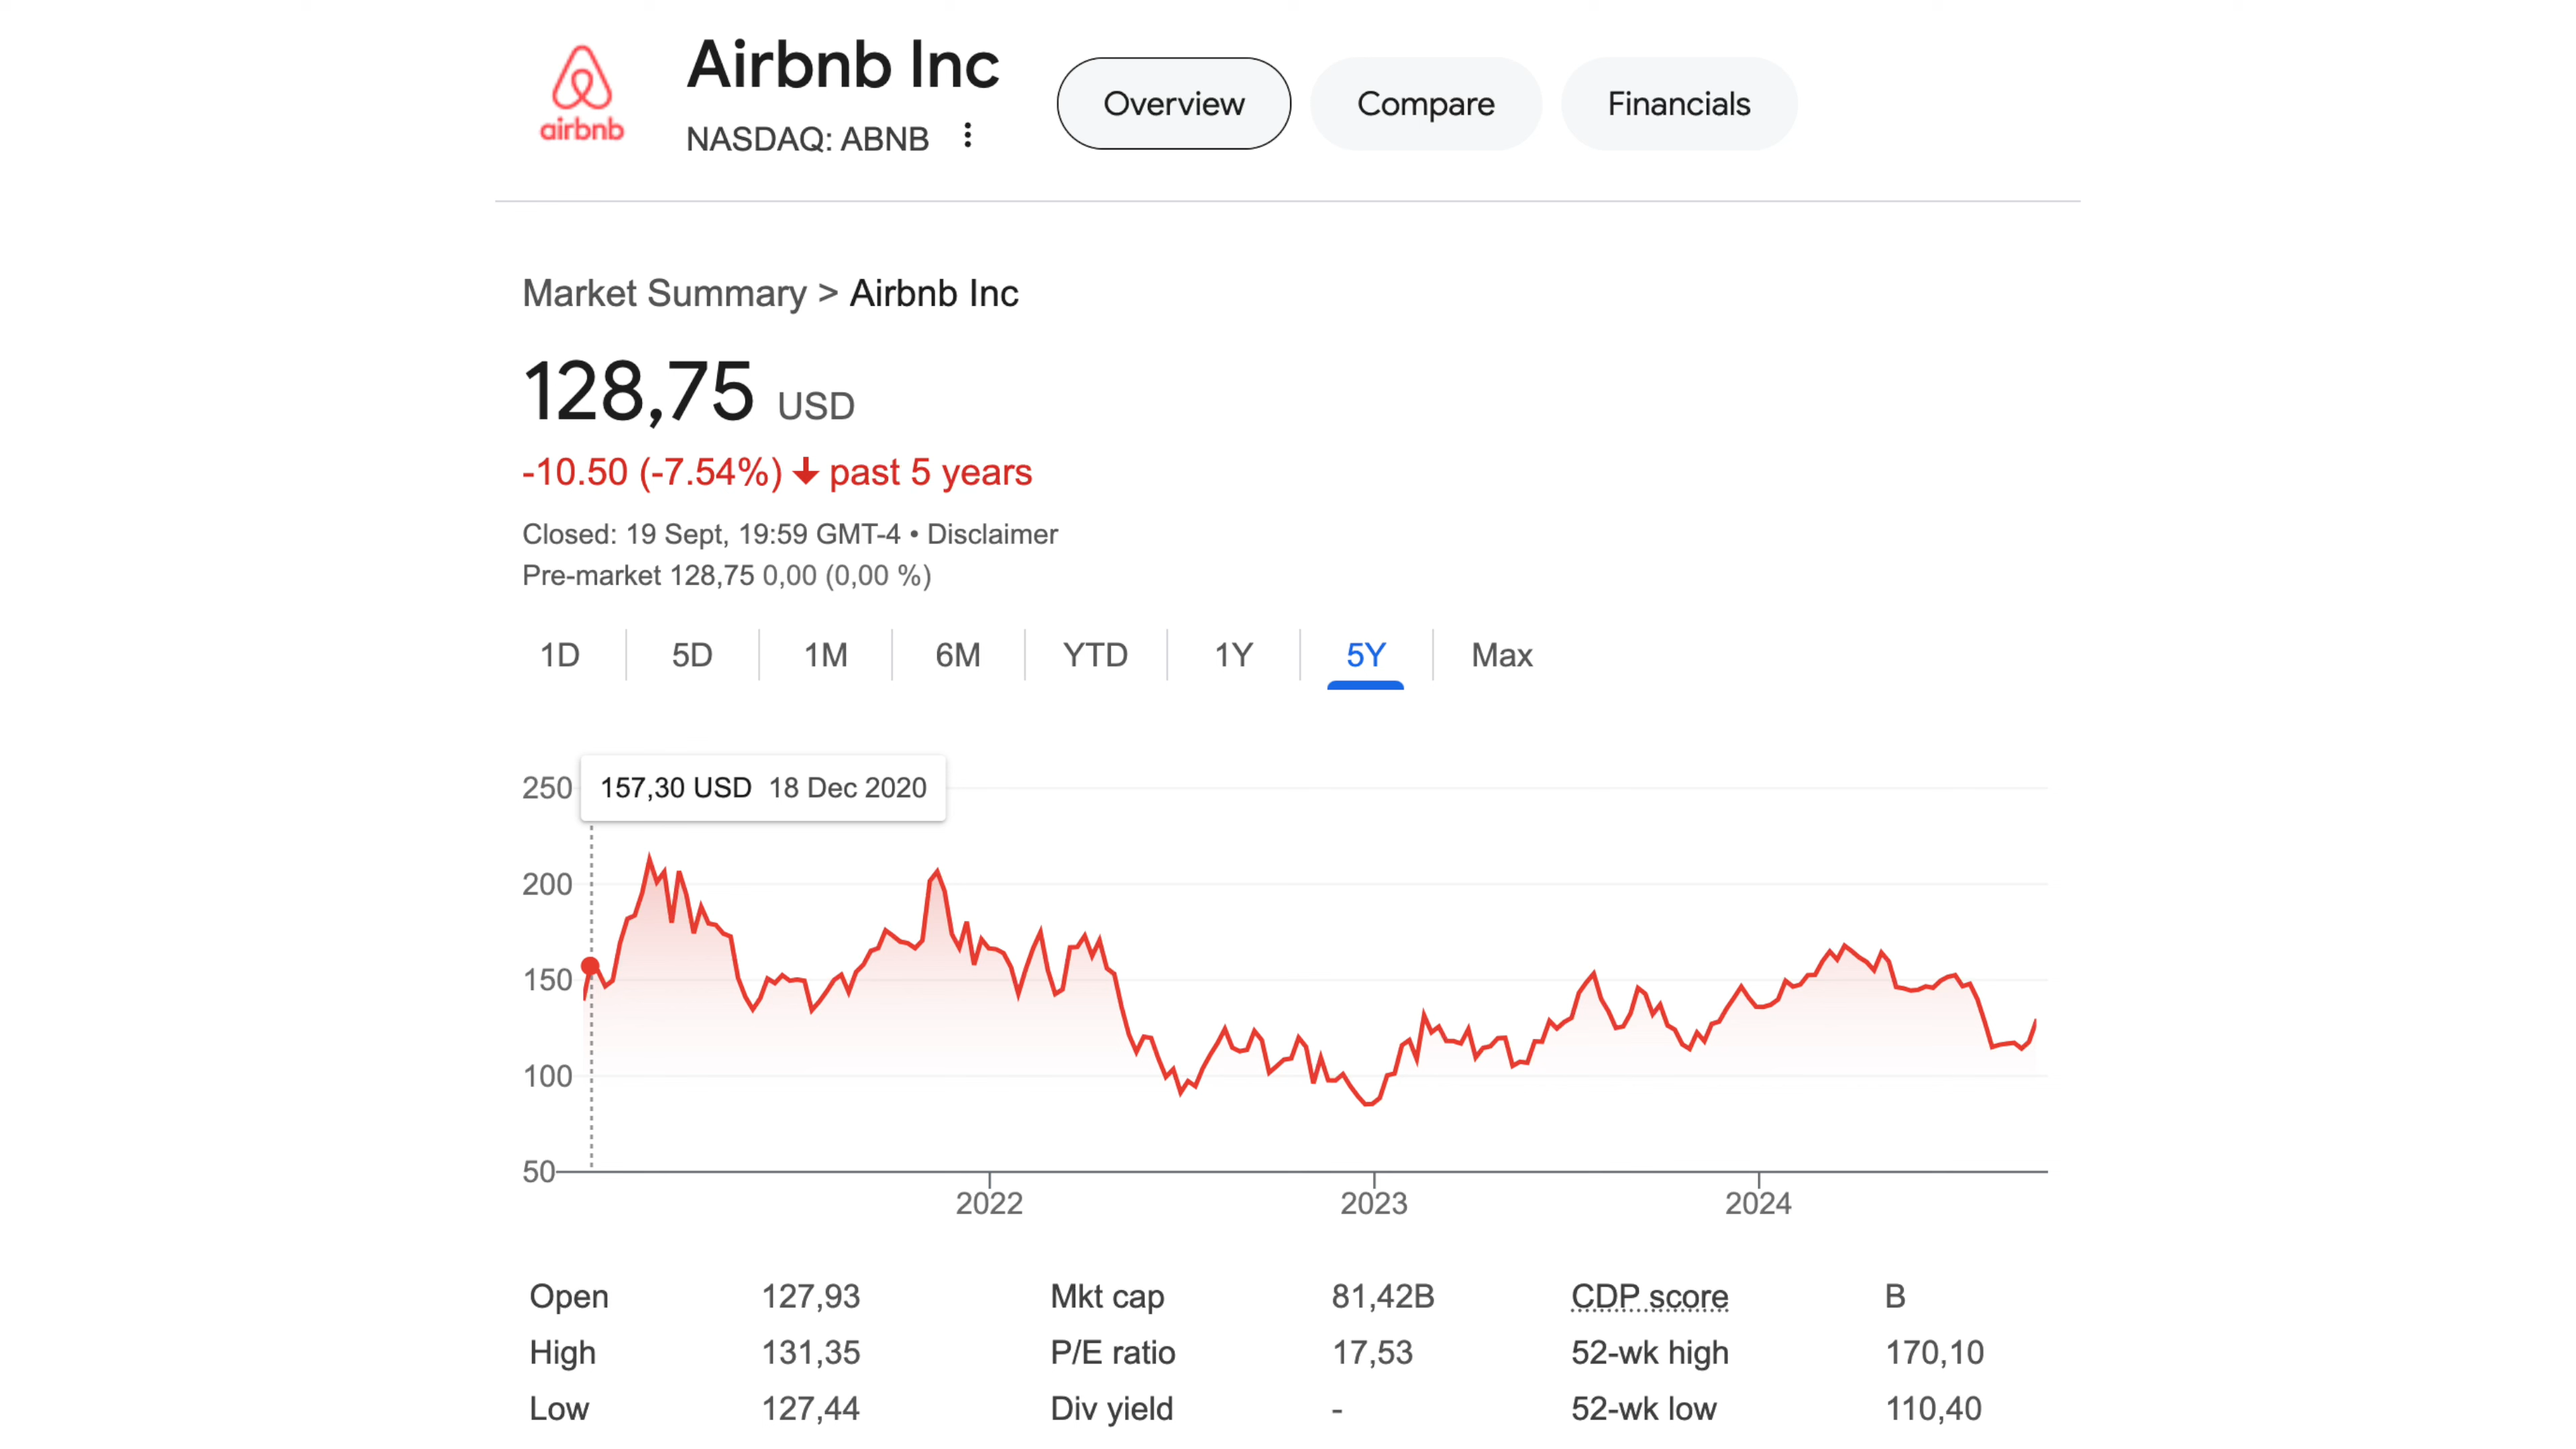 airbnb
Airbnb Inc
NASDAQ: ABNB
Overview Compare Financials
Market Summary > Airbnb Inc
128,75 USD
-10.50 (-7.54%) ↓ past 5 years
Closed: 19 Sept, 19:59 GMT-4 • Disclaimer
Pre-market 128,75 0,00 (0,00 %)
1D 5D 1M 6M YTD 1Y 5Y Max
157,30 USD 18 Dec 2020
250
200
150
100
50
2022 2023 2024
Open 127,93 Mkt cap 81,42B CDP score B
High 131,35 P/E ratio 17,53 52-wk high 170,10
Low 127,44 Div yield - 52-wk low 110,40